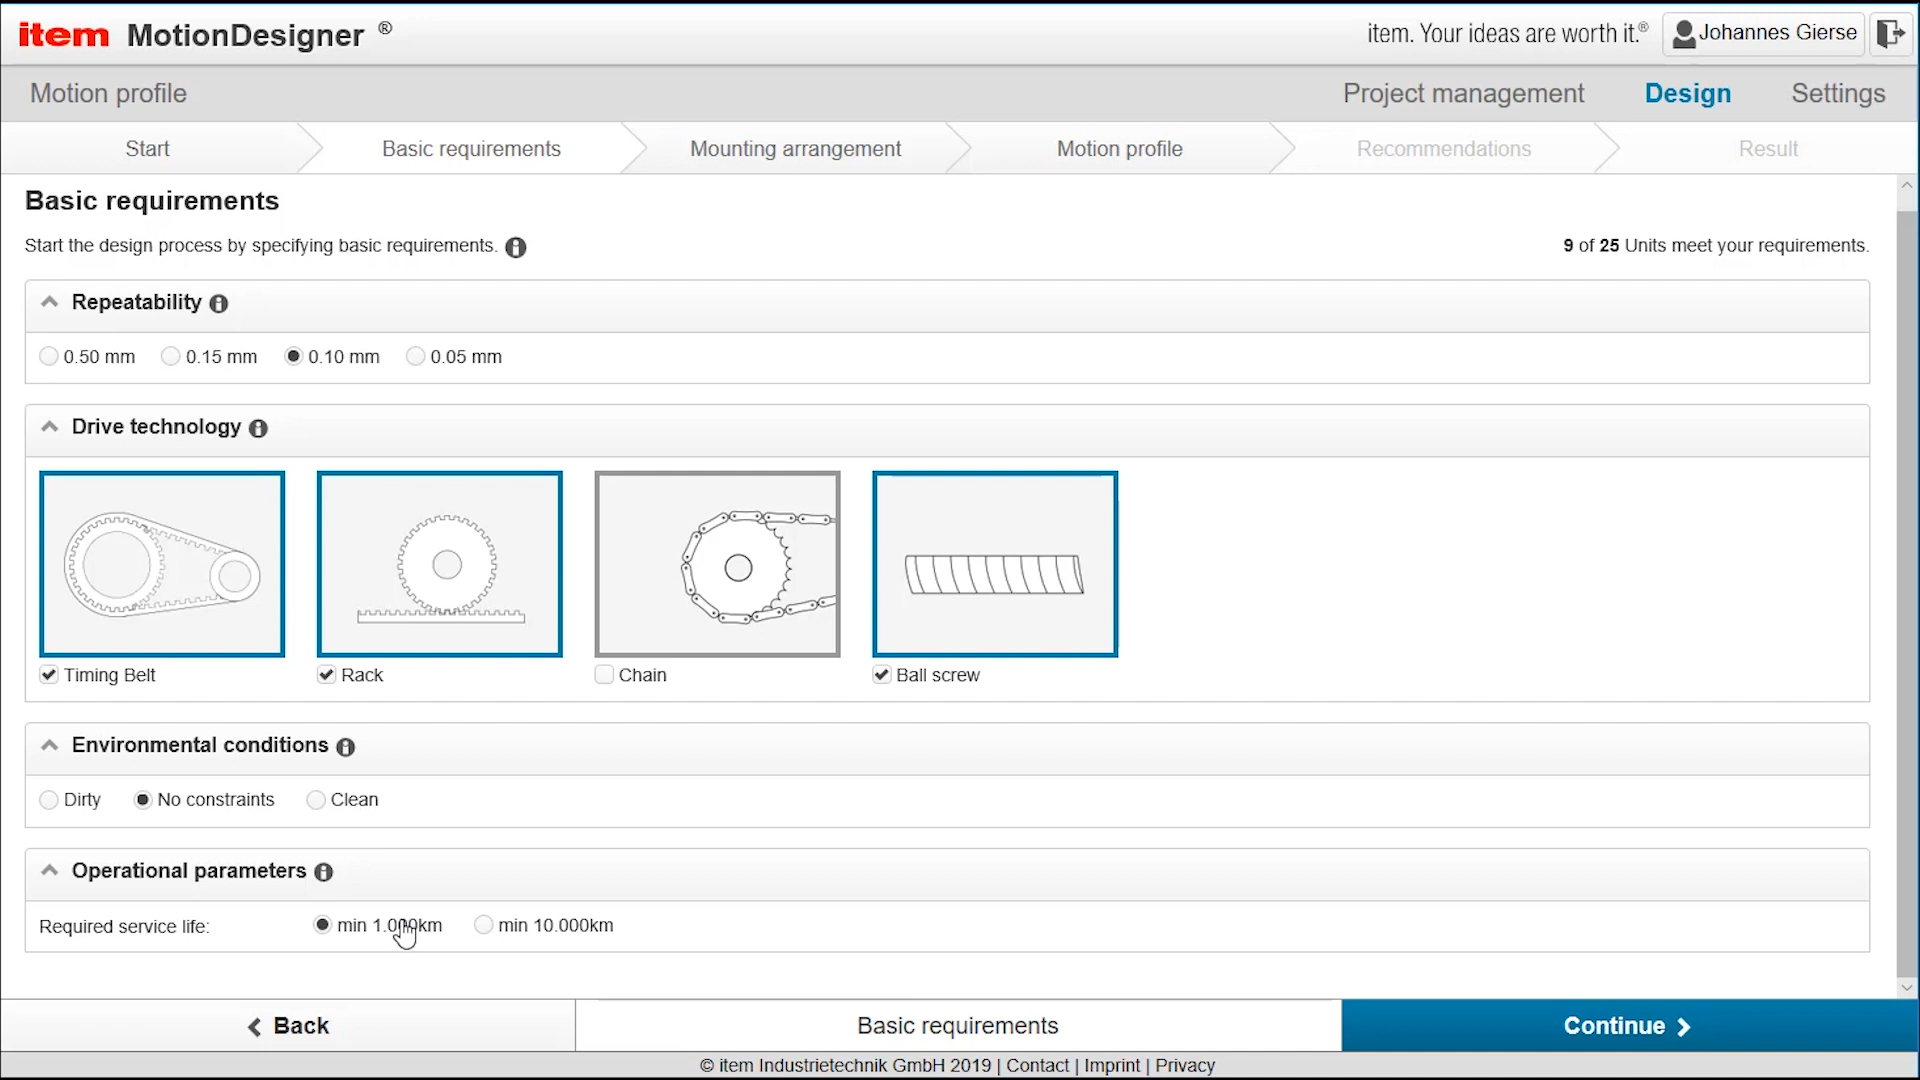 item MotionDesigner ®
item. Your ideas are worth it.®
Johannes Gierse
Motion profile
Project management
Design
Settings
Start
Basic requirements
Mounting arrangement
Motion profile
Recommendations
Result
Basic requirements
Start the design process by specifying basic requirements.
9 of 25 Units meet your requirements.
Repeatability
0.50 mm
0.15 mm
0.10 mm
0.05 mm
Drive technology
Timing Belt
Rack
Chain
Ball screw
Environmental conditions
Dirty
No constraints
Clean
Operational parameters
Required service life:
min 1.000km
min 10.000km
Back
Basic requirements
Continue
© item Industrietechnik GmbH 2019 | Contact | Imprint | Privacy